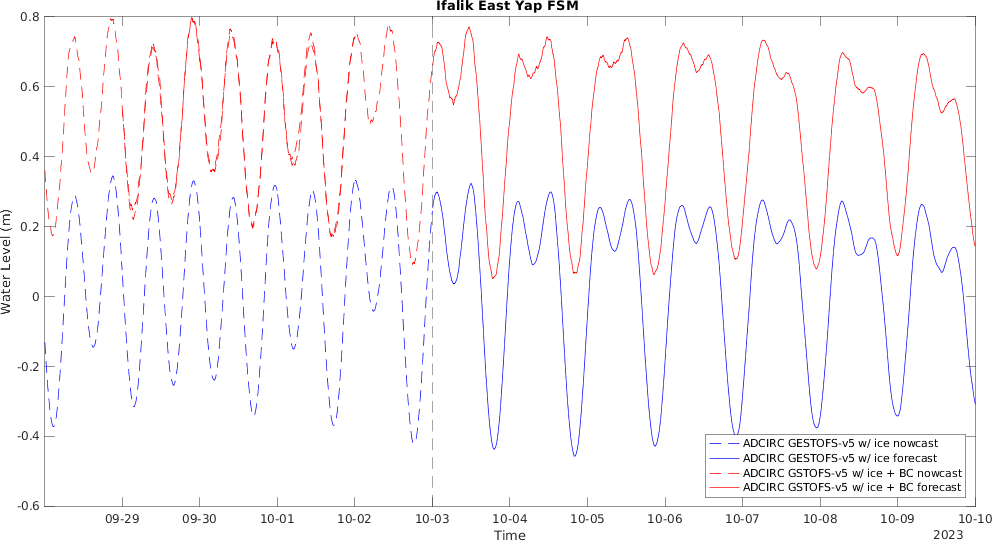 Ifalik East Yap FSM
0.8
0.6
0.4
0.2
0
-0.2
-0.4
-0.6
Water Level (m)
ADCIRC GESTOFS-v5 w/ ice nowcast
ADCIRC GESTOFS-v5 w/ ice forecast
ADCIRC GSTOFS-v5 w/ ice + BC nowcast
ADCIRC GSTOFS-v5 w/ ice + BC forecast
09-29 09-30 10-01 10-02 10-03 10-04 10-05 10-06 10-07 10-08 10-09 10-10
Time
2023